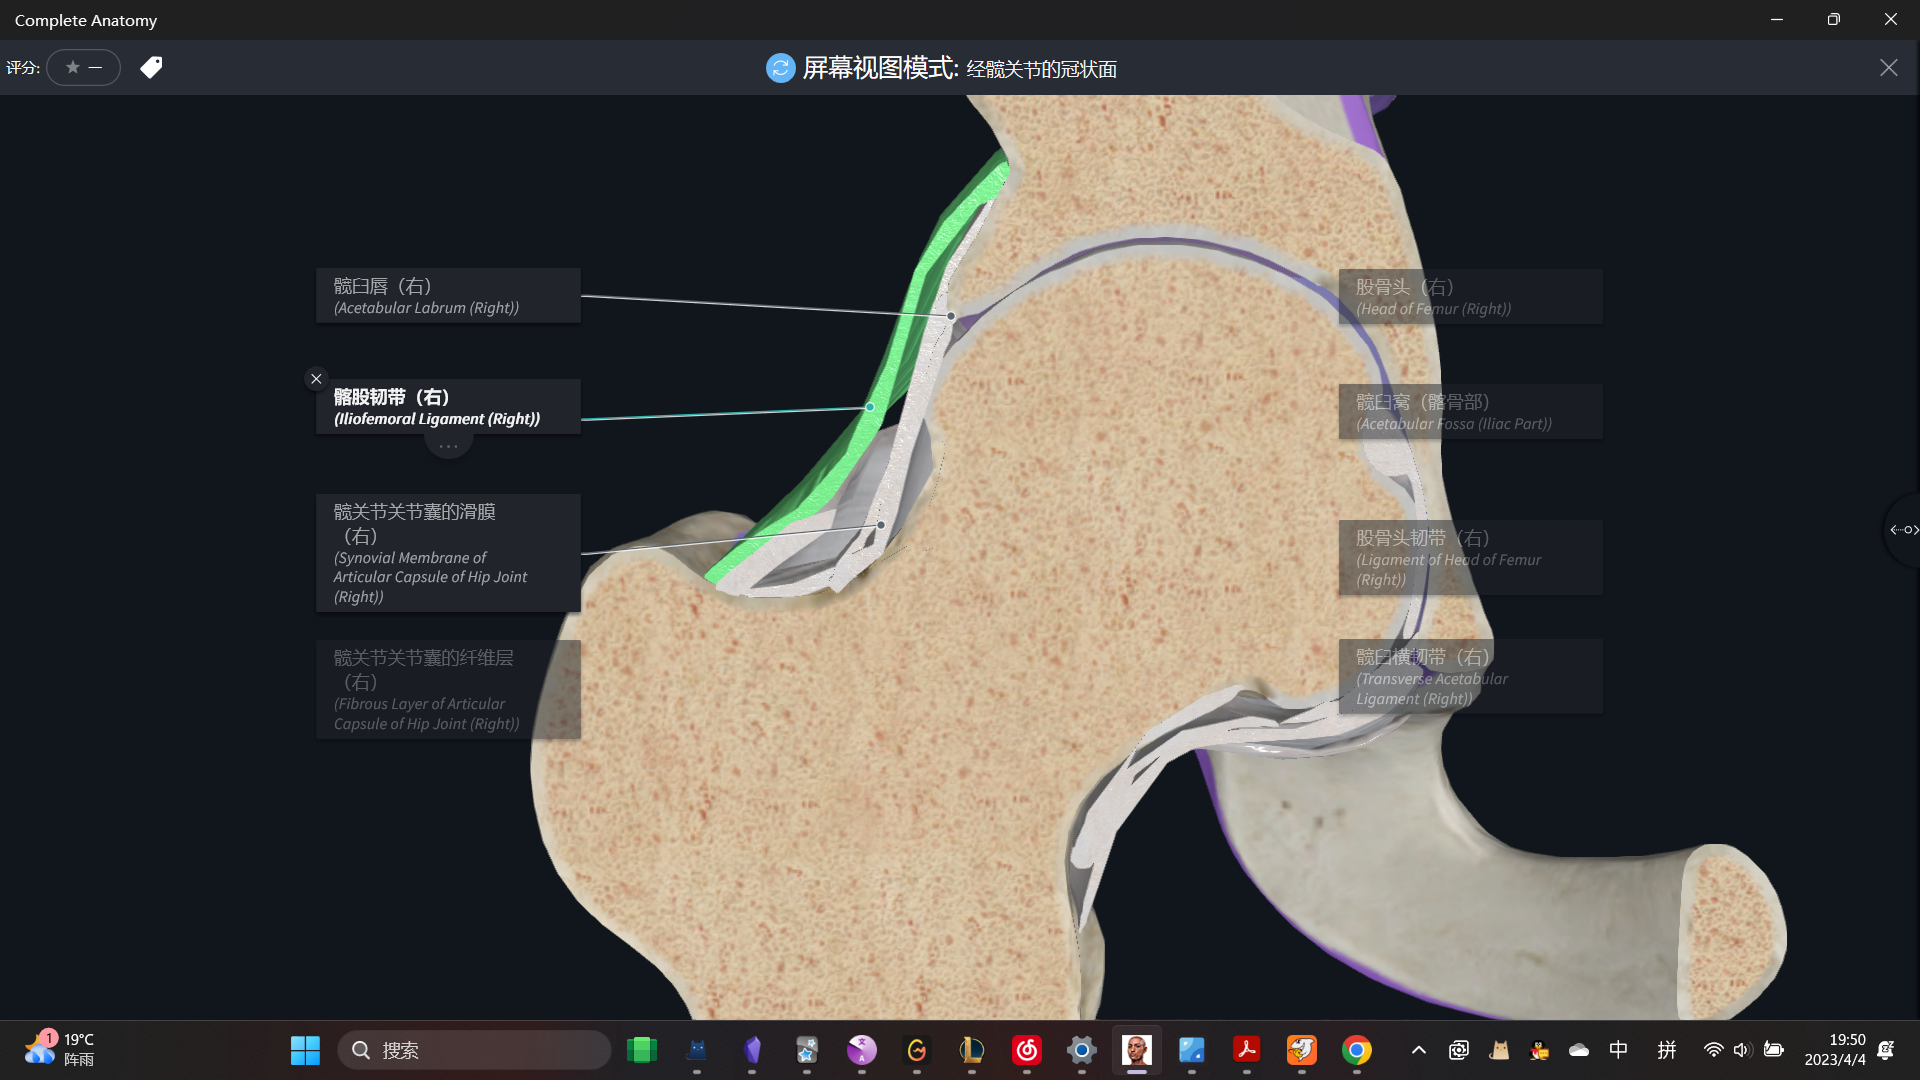 Complete Anatomy
评分:
屏幕视图模式: 经髋关节的冠状面
髋臼唇（右）
(Acetabular Labrum (Right))
髂股韧带（右）
(Iliofemoral Ligament (Right))
...
髋关节关节囊的滑膜
（右）
(Synovial Membrane of
Articular Capsule of Hip Joint
(Right))
髋关节关节囊的纤维层
（右）
(Fibrous Layer of Articular
Capsule of Hip Joint (Right))
股骨头（右）
(Head of Femur (Right))
髋臼窝（髂骨部）
(Acetabular Fossa (Iliac Part))
股骨头韧带（右）
(Ligament of Head of Femur
(Right))
髋臼横韧带（右）
(Transverse Acetabular
Ligament (Right))
1
19°C
阵雨
搜索
中
拼
19:50
2023/4/4